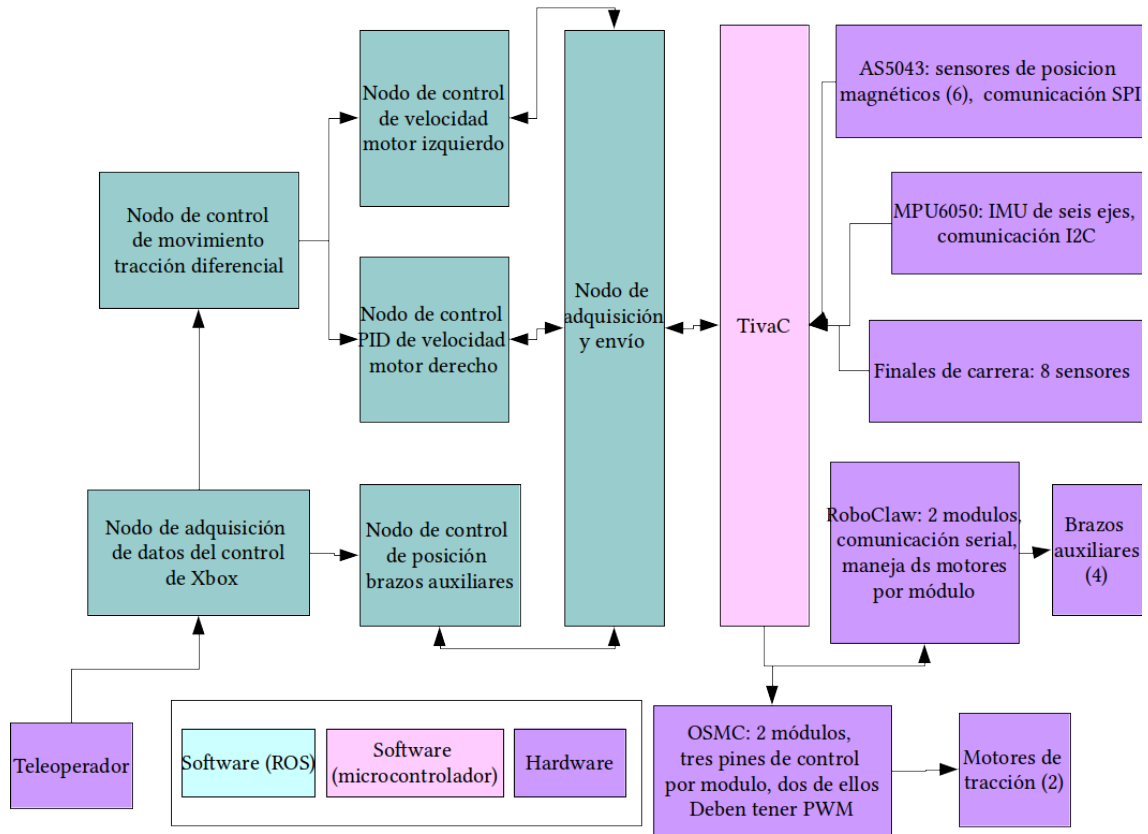 Nodo de control
de velocidad
motor izquierdo
Nodo de control
de movimiento
tracción diferencial
Nodo de control
PID de velocidad
motor derecho
Nodo de
adquisición
y envío
TivaC
AS5043: sensores de posicion
magnéticos (6),  comunicación SPI
MPU6050: IMU de seis ejes,
comunicación I2C
Finales de carrera: 8 sensores
Nodo de adquisición
de datos del control
de Xbox
Nodo de control
de posición
brazos auxiliares
RoboClaw: 2 modulos,
comunicación serial,
maneja ds motores
por módulo
Brazos
auxiliares
(4)
Teleoperador
Software (ROS)
Software
(microcontrolador)
Hardware
OSMC: 2 módulos,
tres pines de control
por modulo, dos de ellos
Deben tener PWM
Motores de
tracción (2)